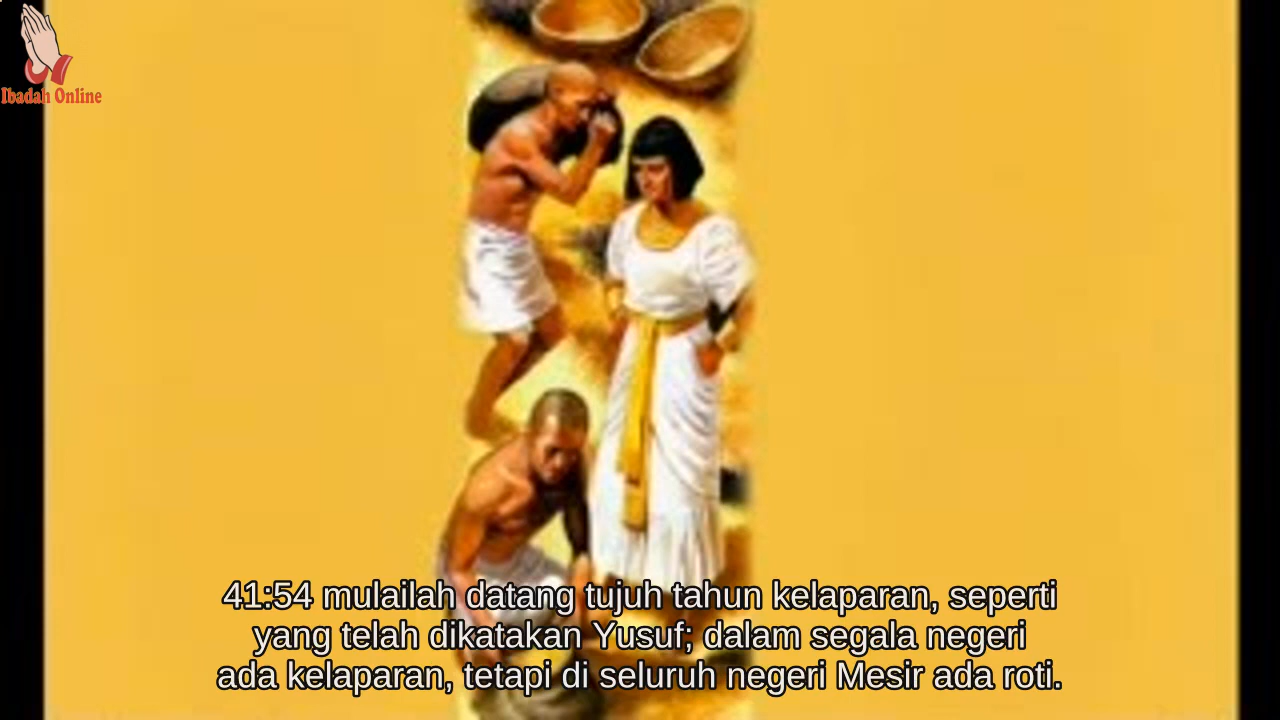 Ibadah Online
41:54 mulailah datang tujuh tahun kelaparan, seperti
yang telah dikatakan Yusuf; dalam segala negeri
ada kelaparan, tetapi di seluruh negeri Mesir ada roti.